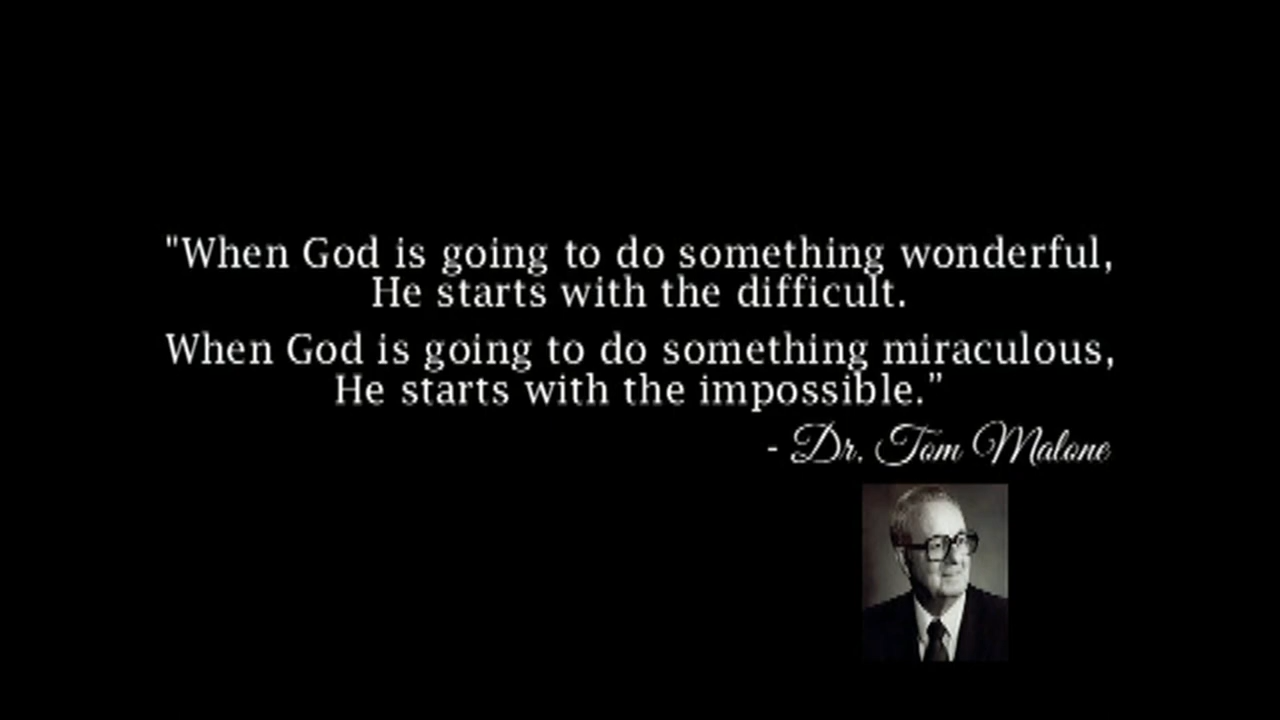 "When God is going to do something wonderful,
He starts with the difficult.
When God is going to do something miraculous,
He starts with the impossible.”
- Dr. Tom Malone